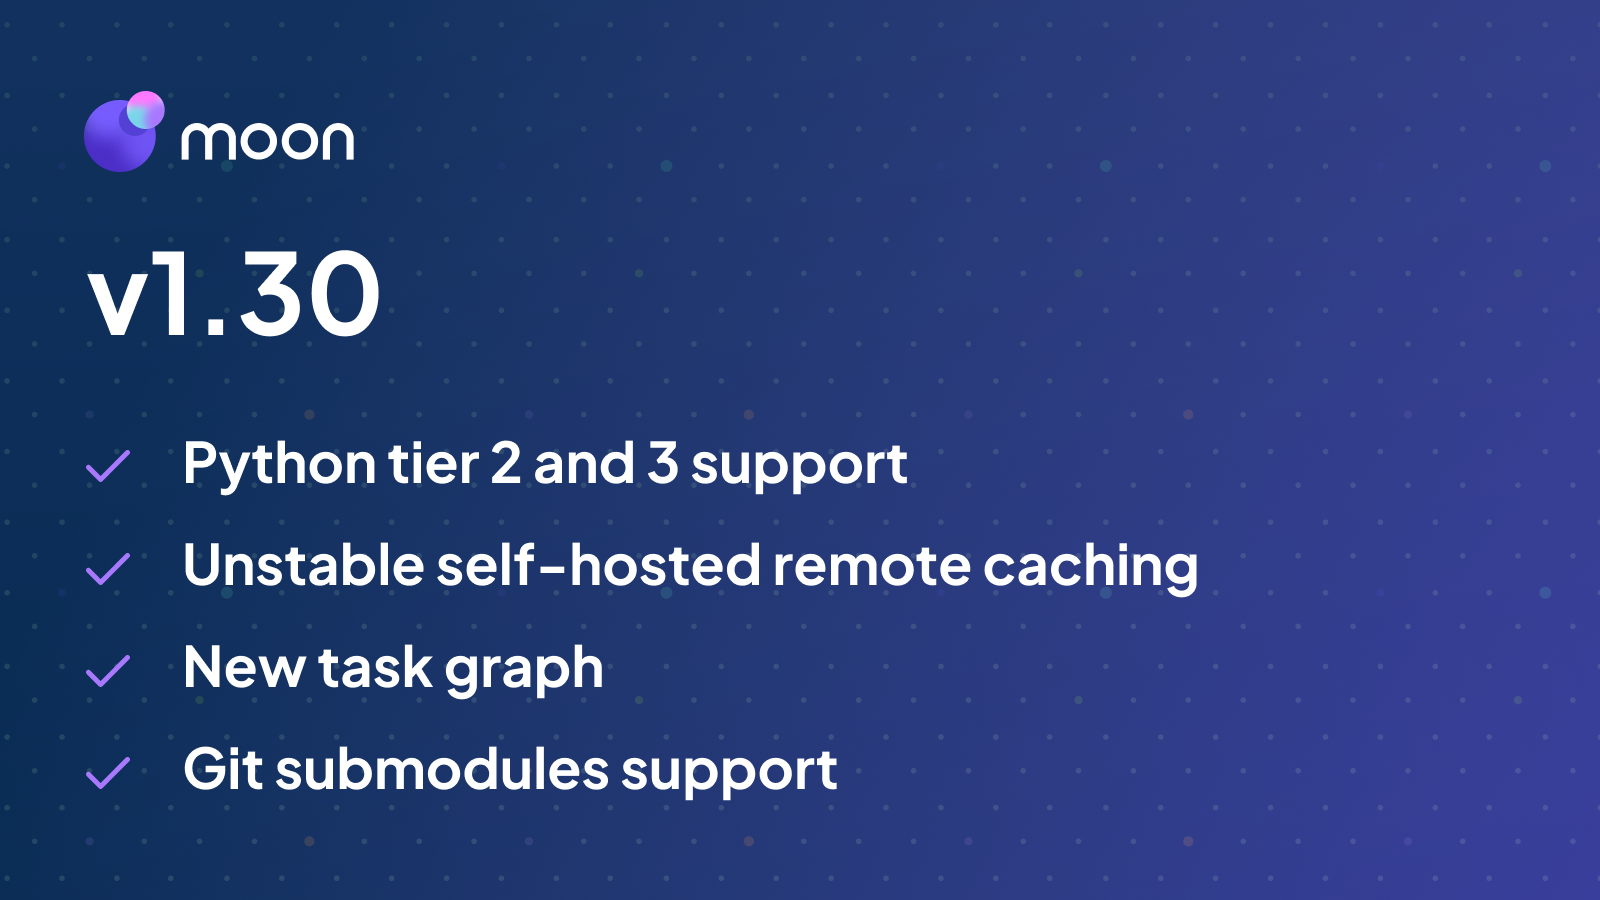 moon
v1.30
Python tier 2 and 3 support
Unstable self-hosted remote caching
New task graph
Git submodules support